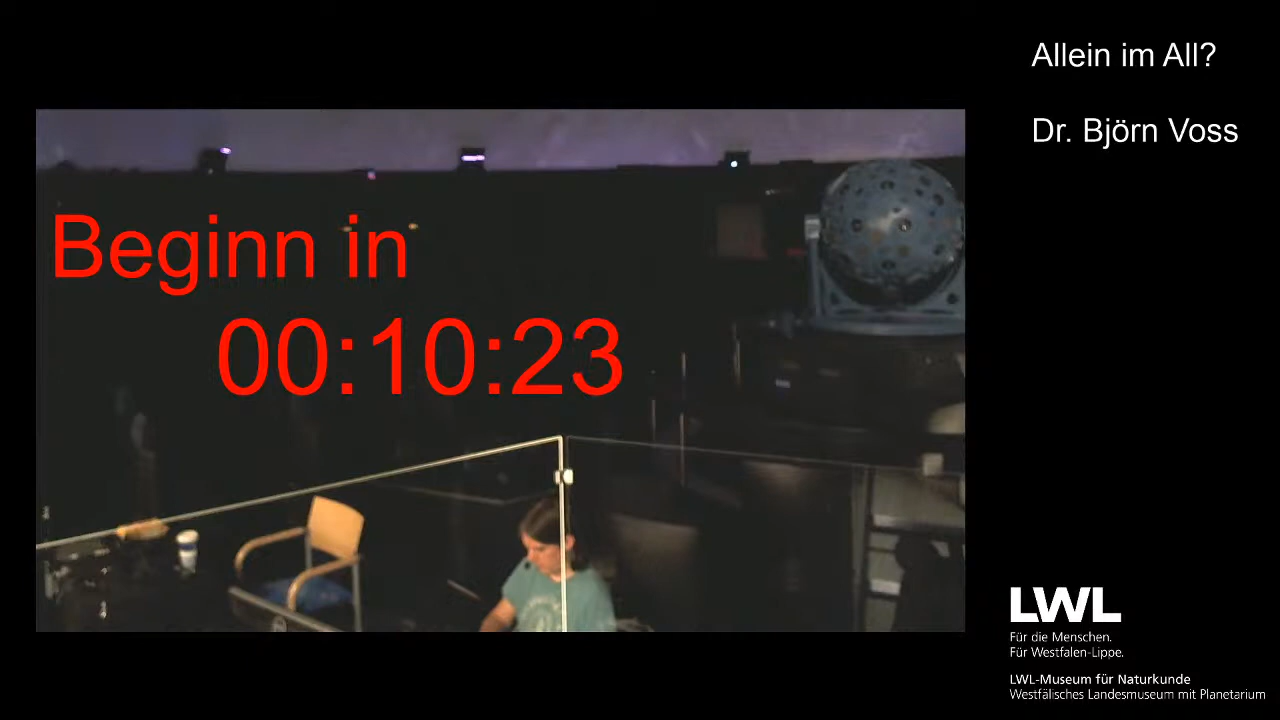 Allein im All?
Dr. Björn Voss
Beginn in
00:10:23
LWL
Für die Menschen.
Für Westfalen-Lippe.
LWL-Museum für Naturkunde
Westfälisches Landesmuseum mit Planetarium